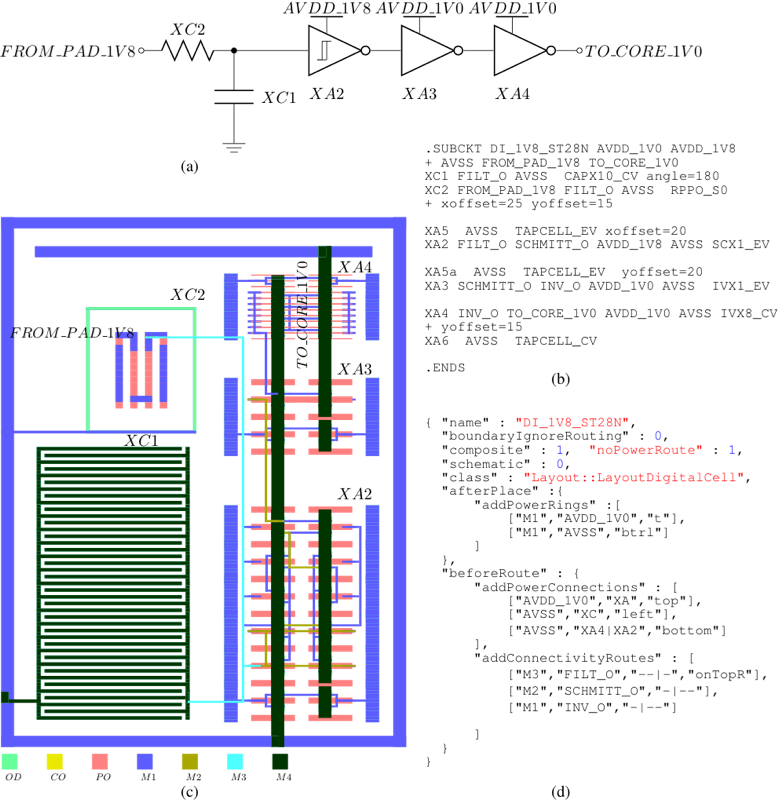 AVDD_1V8 AVDD_1V0 AVDD_1V0
XC2
FROM_PAD_1V8
TO_CORE_1V0
XC1
XA2 XA3 XA4
(a)
.SUBCKT DI_1V8_ST28N AVDD_1V0 AVDD_1V8
+ AVSS FROM_PAD_1V8 TO_CORE_1V0
XC1 FILT_O AVSS CAPX10_CV angle=180
XC2 FROM_PAD_1V8 FILT_O AVSS RPPO_S0
+ xoffset=25 yoffset=15
XA5 AVSS TAPCELL_EV xoffset=20
XA2 FILT_O SCHMITT_O AVDD_1V8 AVSS SCX1_EV
XA5a AVSS TAPCELL_EV yoffset=20
XA3 SCHMITT_O INV_O AVDD_1V0 AVSS IVX1_EV
XA4 INV_O TO_CORE_1V0 AVDD_1V0 AVSS IVX8_CV
+ yoffset=15
XA6 AVSS TAPCELL_CV
.ENDS
(b)
XA4
XC2
TO_CORE_1V0
FROM_PAD_1V8
XA3
XC1
XA2
OD CO PO M1 M2 M3 M4
(c)
{ "name" : "DI_1V8_ST28N",
"boundaryIgnoreRouting" : 0,
"composite" : 1, "noPowerRoute" : 1,
"schematic" : 0,
"class" : "Layout::LayoutDigitalCell",
"afterPlace" :{
"addPowerRings" :[
["M1","AVDD_1V0","t"],
["M1","AVSS","btrl"]
]
},
"beforeRoute" : {
"addPowerConnections" : [
["AVDD_1V0","XA","top"],
["AVSS","XC","left"],
["AVSS","XA4|XA2","bottom"]
],
"addConnectivityRoutes" : [
["M3","FILT_O","--|-","onTopR"],
["M2","SCHMITT_O","-|--"],
["M1","INV_O","-|--"]
]
}
}
(d)